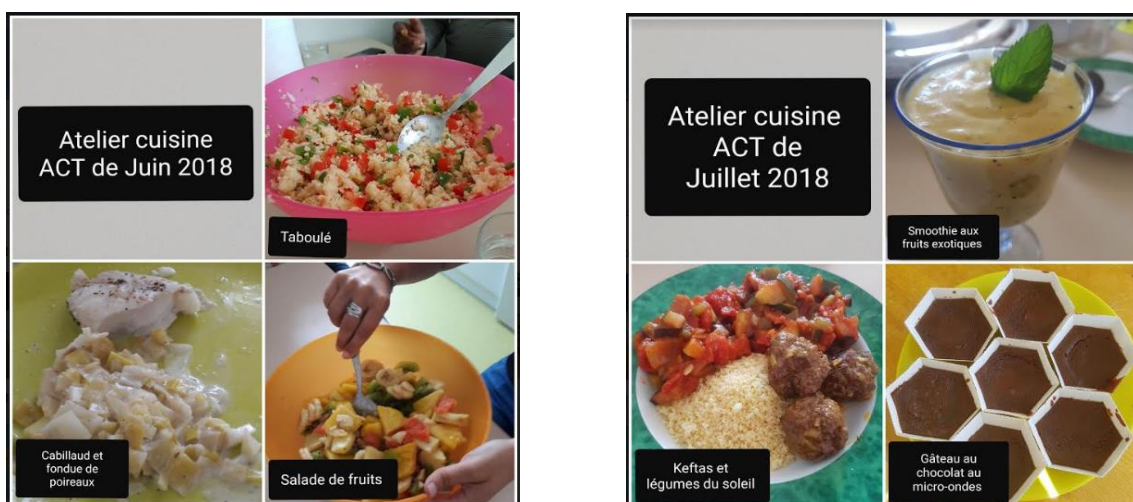 Atelier cuisine
ACT de Juin 2018
Taboulé
Cabillaud et
fondue de
poireaux
Salade de fruits
Atelier cuisine
ACT de
Juillet 2018
Smoothie aux
fruits exotiques
Keftas et
légumes du soleil
Gâteau au
chocolat au
micro-ondes